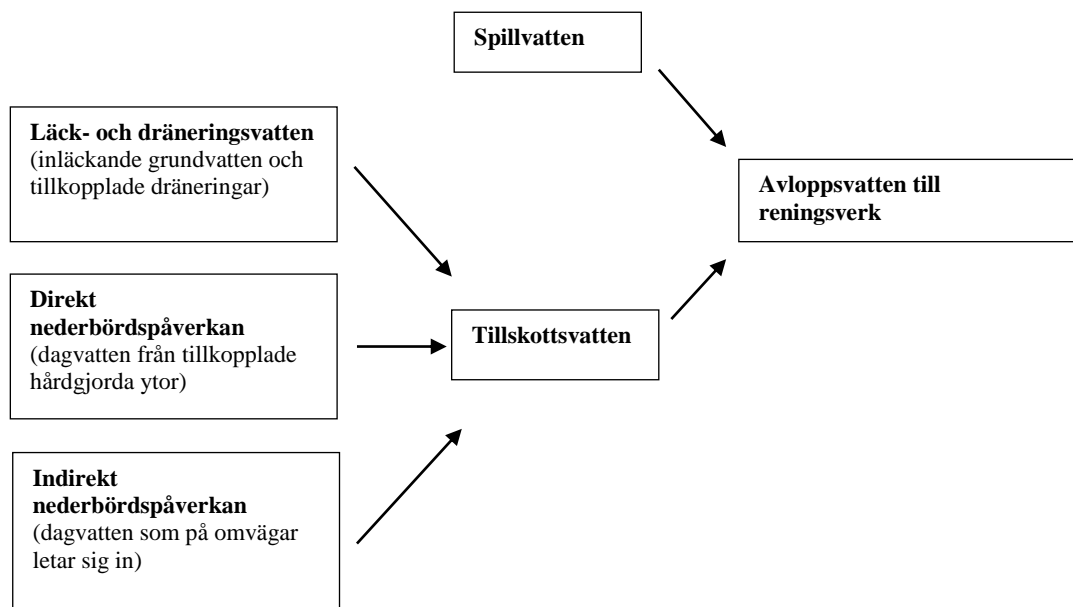 Spillvatten
Läck- och dräneringsvatten
(inläckande grundvatten och
tillkopplade dräneringar)
Avloppsvatten till
reningsverk
Direkt
nederbördspåverkan
(dagvatten från tillkopplade
hårdgjorda ytor)
Tillskottsvatten
Indirekt
nederbördspåverkan
(dagvatten som på omvägar
letar sig in)